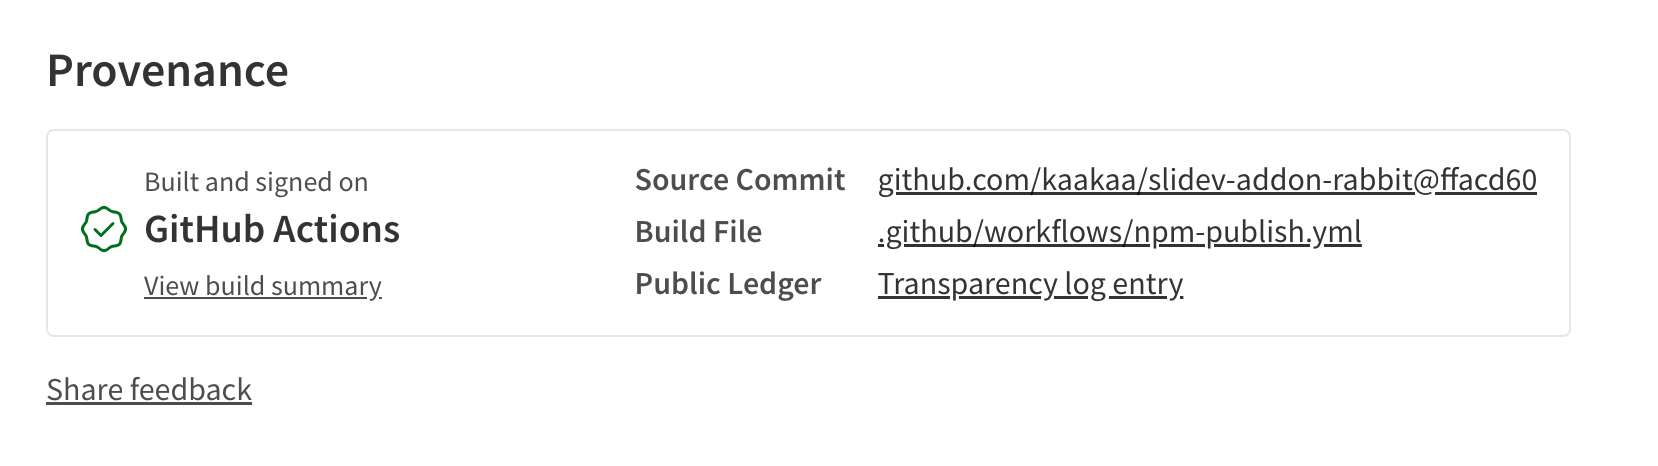 Provenance
Built and signed on
GitHub Actions
View build summary
Source Commit github.com/kaakaa/slidev-addon-rabbit@ffacd60
Build File .github/workflows/npm-publish.yml
Public Ledger Transparency log entry
Share feedback